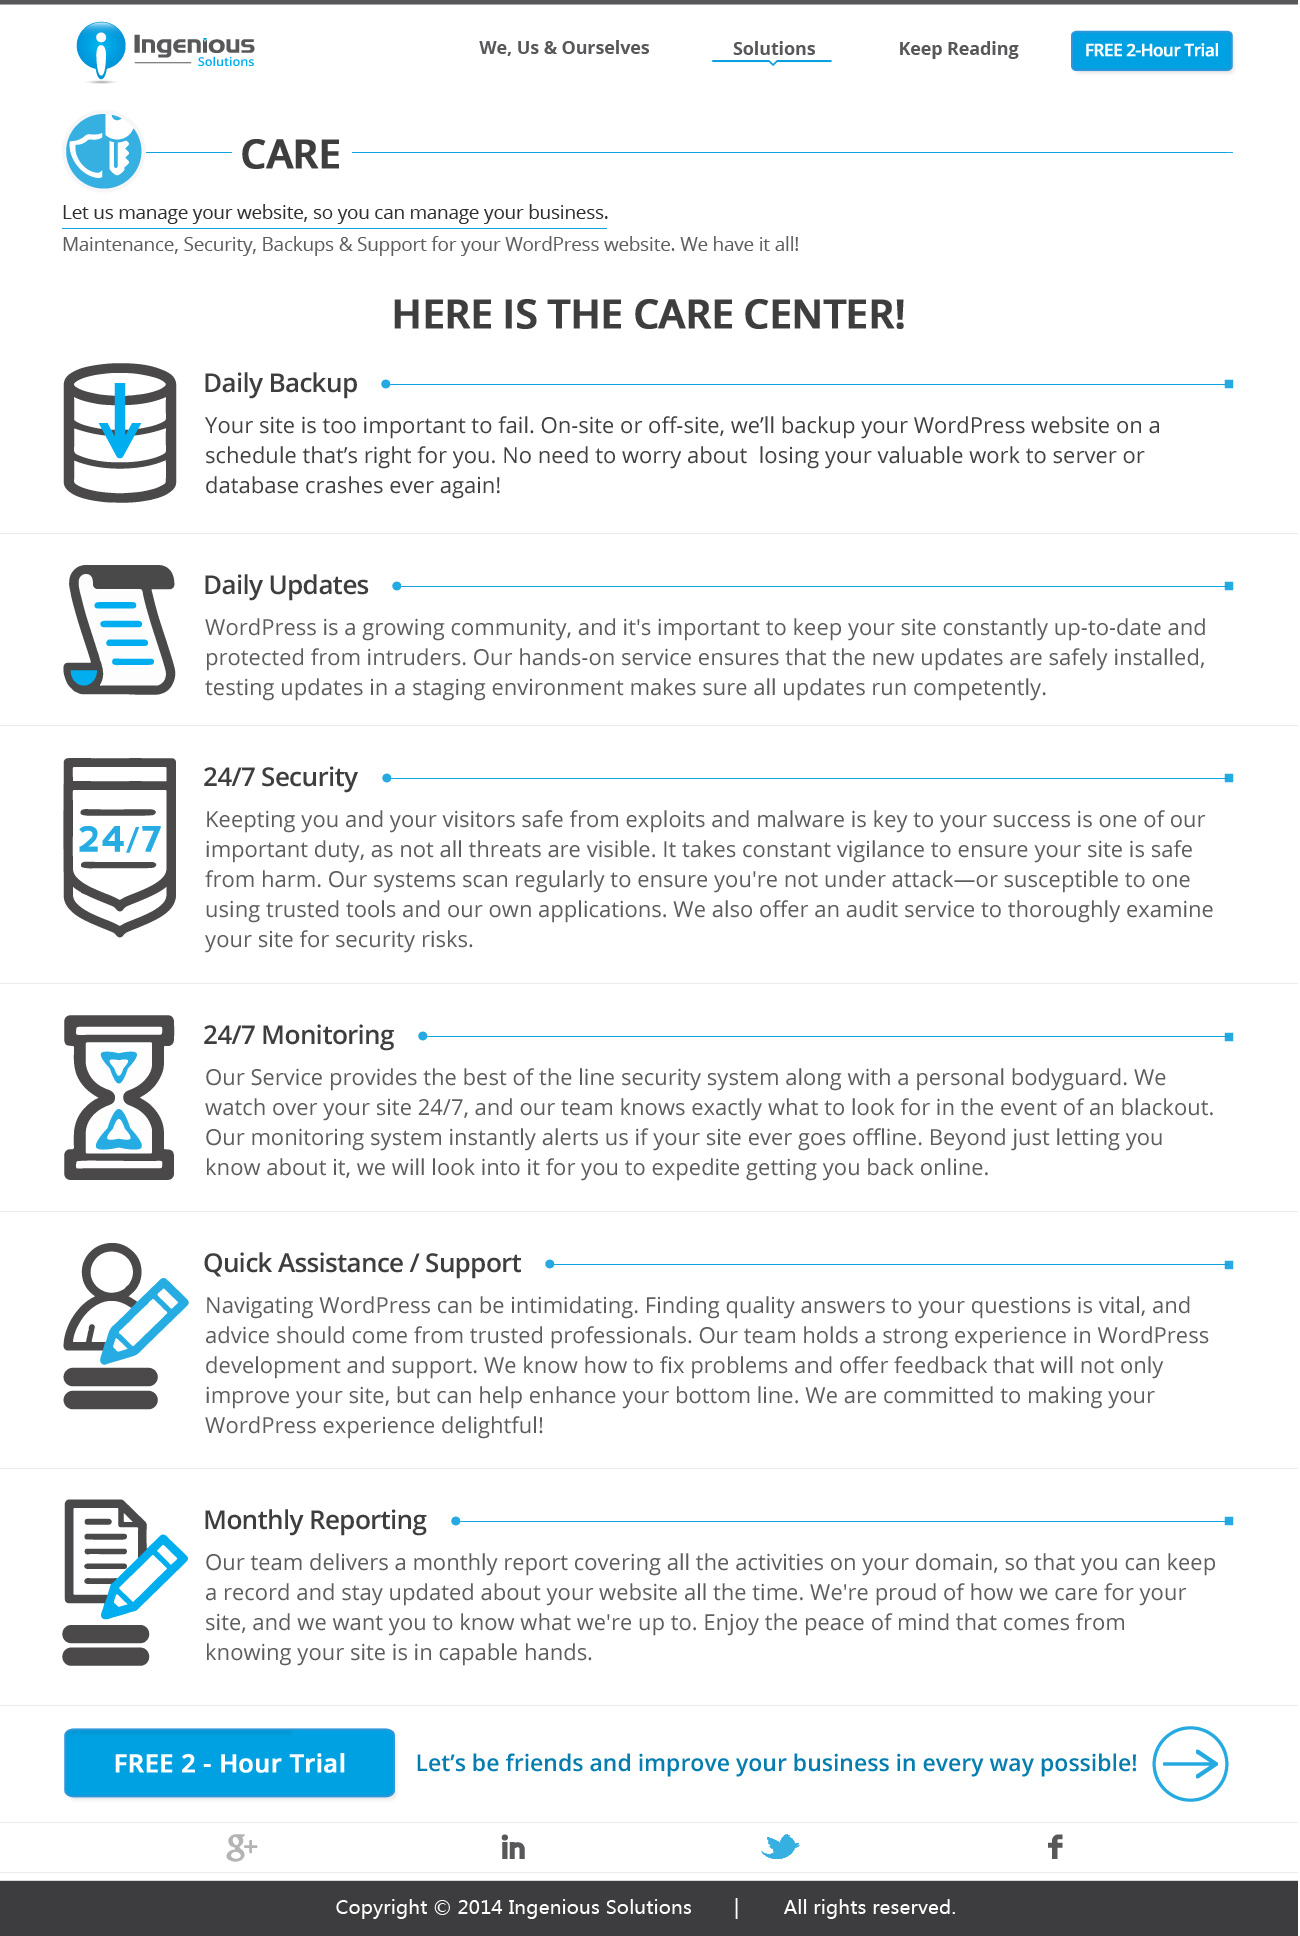 Ingenious
Solutions
We, Us & Ourselves
Solutions
Keep Reading
FREE 2-Hour Trial
CARE
Let us manage your website, so you can manage your business.
Maintenance, Security, Backups & Support for your WordPress website. We have it all!
HERE IS THE CARE CENTER!
Daily Backup
Your site is too important to fail. On-site or off-site, we’ll backup your WordPress website on a
schedule that’s right for you. No need to worry about losing your valuable work to server or
database crashes ever again!
Daily Updates
WordPress is a growing community, and it's important to keep your site constantly up-to-date and
protected from intruders. Our hands-on service ensures that the new updates are safely installed,
testing updates in a staging environment makes sure all updates run competently.
24/7 Security
24/7
Keepting you and your visitors safe from exploits and malware is key to your success is one of our
important duty, as not all threats are visible. It takes constant vigilance to ensure your site is safe
from harm. Our systems scan regularly to ensure you're not under attack—or susceptible to one
using trusted tools and our own applications. We also offer an audit service to thoroughly examine
your site for security risks.
24/7 Monitoring
Our Service provides the best of the line security system along with a personal bodyguard. We
watch over your site 24/7, and our team knows exactly what to look for in the event of an blackout.
Our monitoring system instantly alerts us if your site ever goes offline. Beyond just letting you
know about it, we will look into it for you to expedite getting you back online.
Quick Assistance / Support
Navigating WordPress can be intimidating. Finding quality answers to your questions is vital, and
advice should come from trusted professionals. Our team holds a strong experience in WordPress
development and support. We know how to fix problems and offer feedback that will not only
improve your site, but can help enhance your bottom line. We are committed to making your
WordPress experience delightful!
Monthly Reporting
Our team delivers a monthly report covering all the activities on your domain, so that you can keep
a record and stay updated about your website all the time. We're proud of how we care for your
site, and we want you to know what we're up to. Enjoy the peace of mind that comes from
knowing your site is in capable hands.
FREE 2 - Hour Trial
Let’s be friends and improve your business in every way possible!
g+
in
f
Copyright © 2014 Ingenious Solutions | All rights reserved.